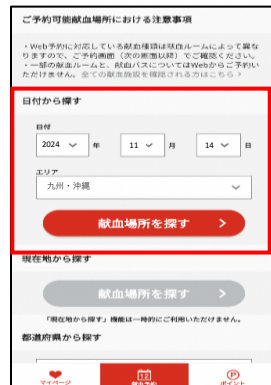 ご予約可能献血場所における注意事項
・Web予約に対応している献血種類は献血ルームによって異な
りますので、ご予約画面（次の画面以降）でご確認ください。
・一部の献血ルームと、献血バスについてはWebからご予約い
ただけません。全ての献血施設を確認される方はこちら >
日付から探す
日付
2024 年 11 月 14 日
エリア
九州・沖縄
献血場所を探す >
現在地から探す
献血場所を探す >
「現在地から探す」機能は一時的にご利用いただけません。
都道府県から探す
マイページ 12 献血予約 P ポイント